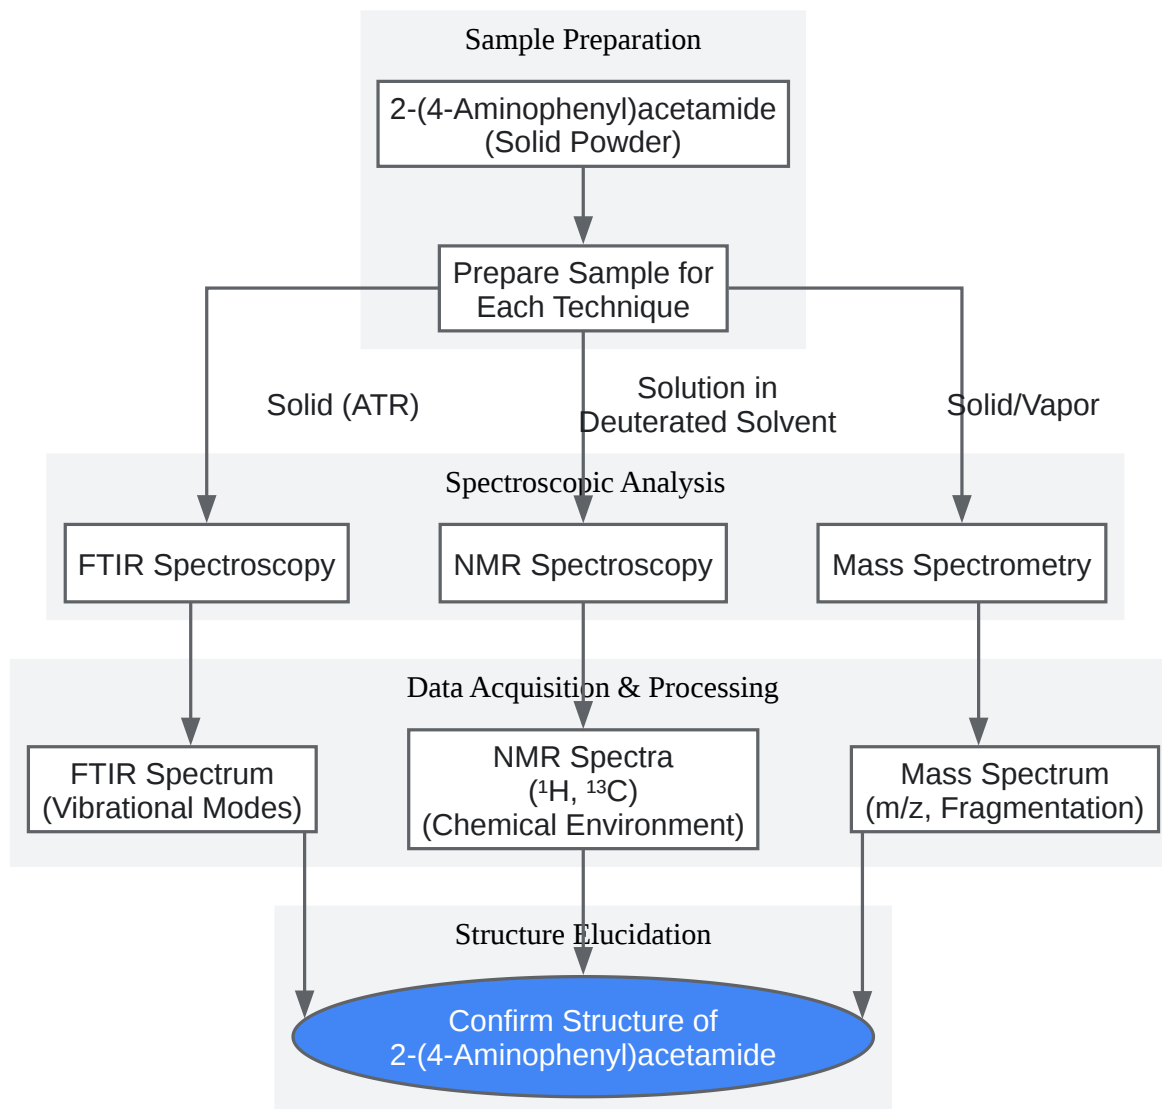 Sample Preparation
2-(4-Aminophenyl)acetamide
(Solid Powder)
Prepare Sample for
Each Technique
Solid (ATR)
Solution in
Deuterated Solvent
Solid/Vapor
Spectroscopic Analysis
FTIR Spectroscopy
NMR Spectroscopy
Mass Spectrometry
Data Acquisition & Processing
FTIR Spectrum
(Vibrational Modes)
NMR Spectra
(¹H, ¹³C)
(Chemical Environment)
Mass Spectrum
(m/z, Fragmentation)
Structure Elucidation
Confirm Structure of
2-(4-Aminophenyl)acetamide